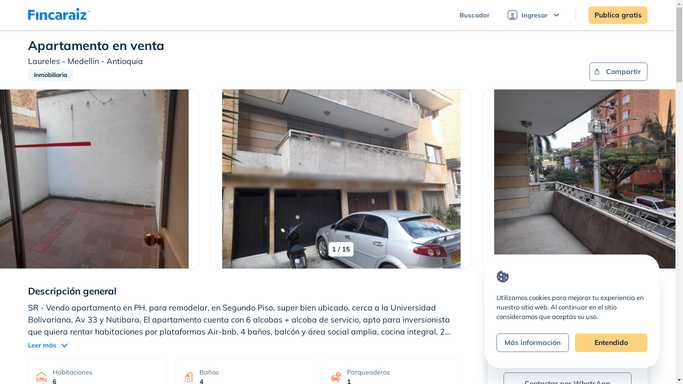 Fincaraiz
Buscador
Ingresar
Publica gratis
Apartamento en venta
Laureles - Medellín - Antioquia
Inmobiliaria
Compartir
1 / 15
Descripción general
SR - Vendo apartamento en PH, para remodelar, en Segundo Piso, super bien ubicado, cerca a la Universidad
Bolivariana, Av 33 y Nutibara, El apartamento cuenta con 6 alcobas + alcoba de servicio, apto para inversionista
que quiera rentar habitaciones por plataformas Air-bnb, 4 baños, balcón y área social amplia, cocina integral, 2...
Leer más
Habitaciones
6
Baños
4
Parqueaderos
1
Utilizamos cookies para mejorar tu experiencia en
nuestro sitio web. Al continuar en el sitio
consideramos que aceptas su uso.
Más información
Entendido
Contactar por WhatsApp